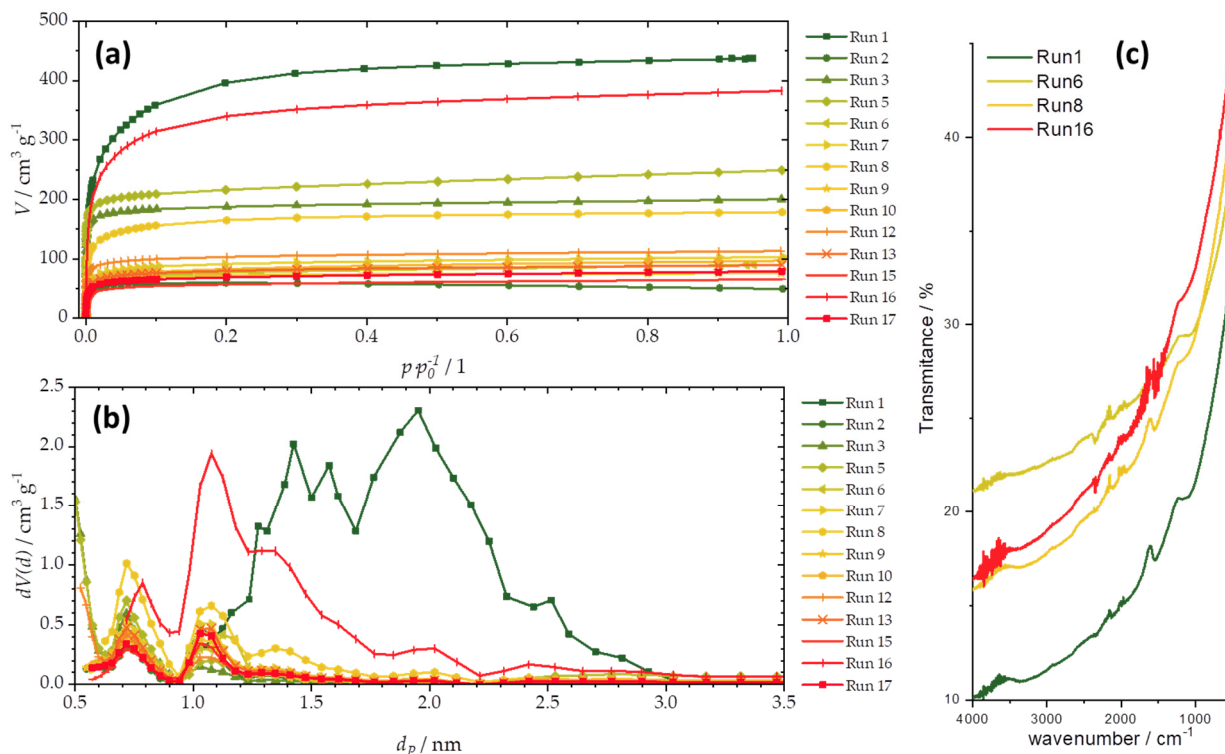 (a)
500
400
300
200
100
0
V / cm³ g⁻¹
0.0 0.2 0.4 0.6 0.8 1.0
p p₀⁻¹ / 1
Run 1
Run 2
Run 3
Run 5
Run 6
Run 7
Run 8
Run 9
Run 10
Run 12
Run 13
Run 15
Run 16
Run 17
(b)
2.5
2.0
1.5
1.0
0.5
0.0
dV(d) / cm³ g⁻¹
0.5 1.0 1.5 2.0 2.5 3.0 3.5
dₚ / nm
Run 1
Run 2
Run 3
Run 5
Run 6
Run 7
Run 8
Run 9
Run 10
Run 12
Run 13
Run 15
Run 16
Run 17
(c)
Run1
Run6
Run8
Run16
40
30
20
10
Transmitance / %
4000 3000 2000 1000
wavenumber / cm⁻¹